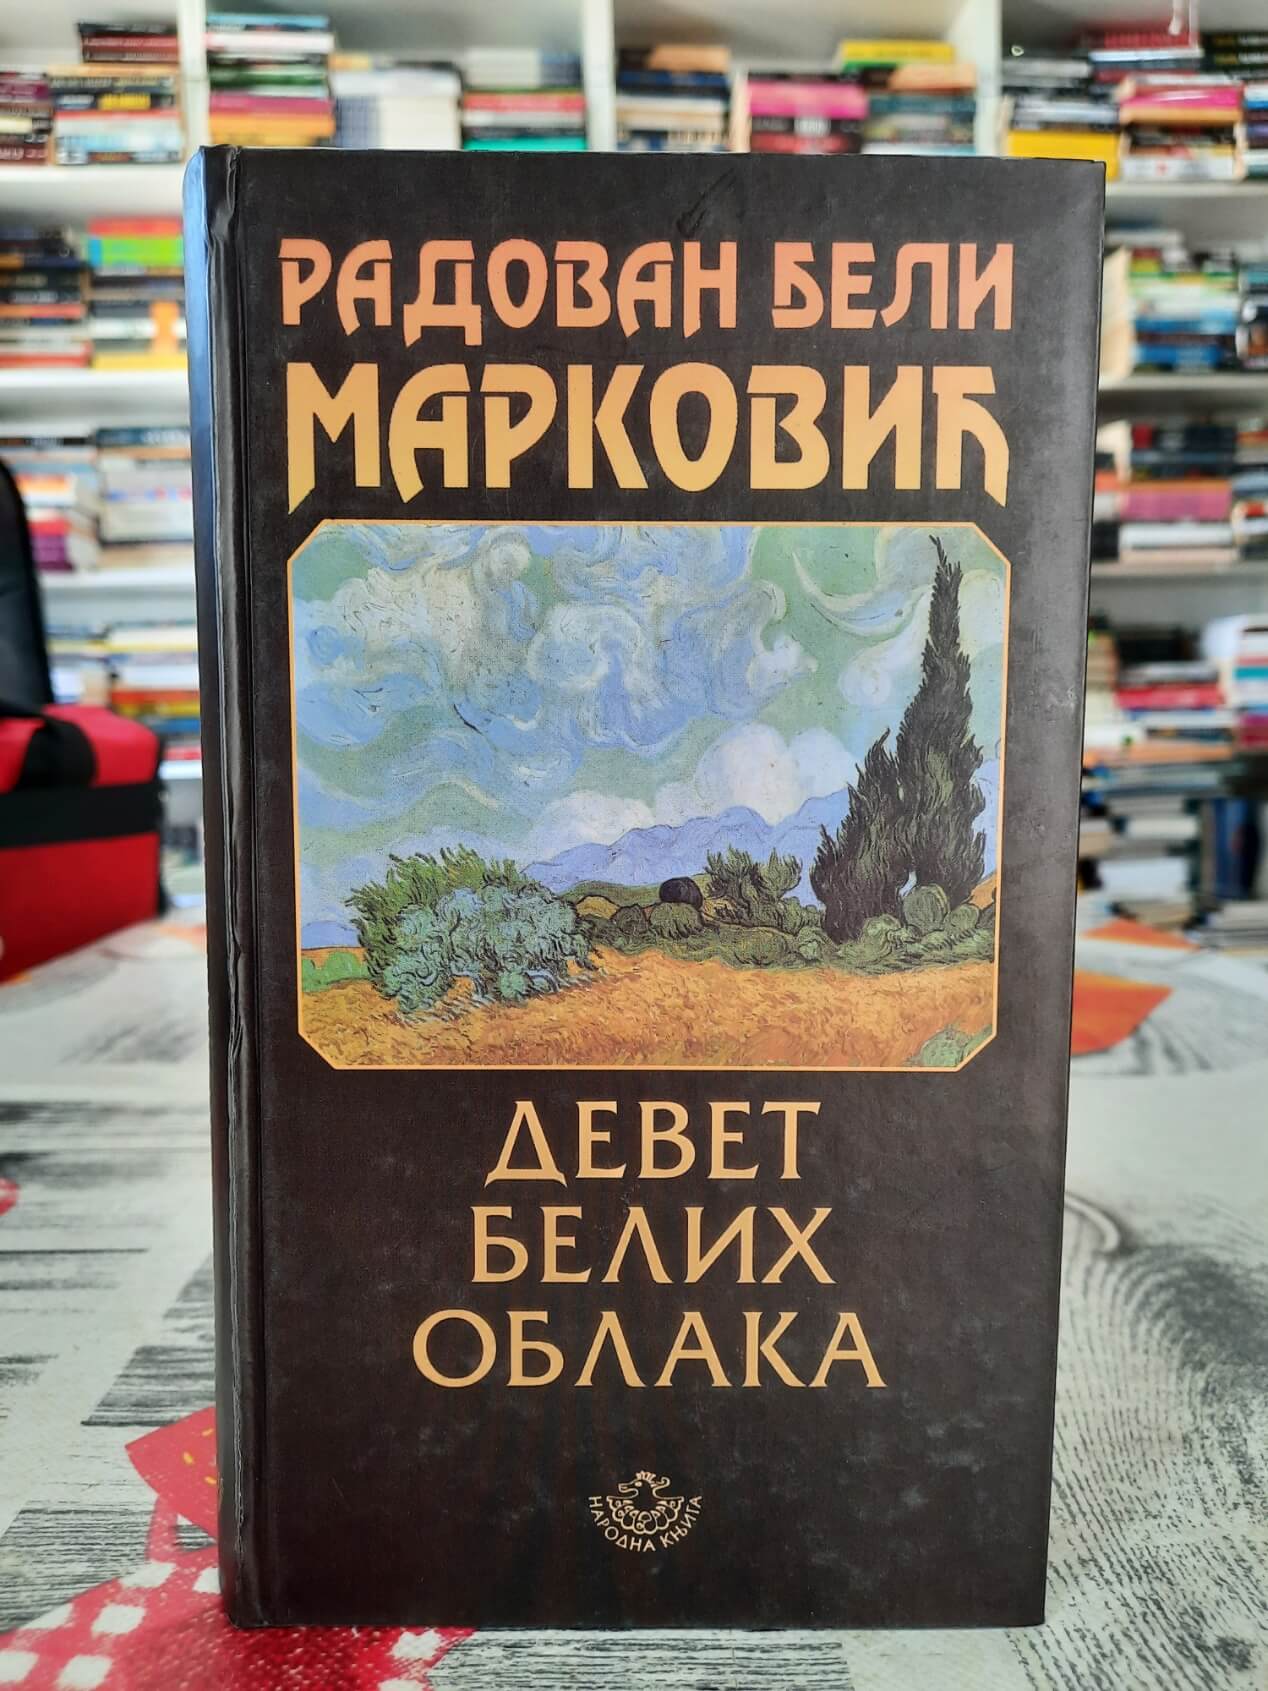 РАДОВАН БЕЛИ
МАРКОВИЋ
ДЕВЕТ
БЕЛИХ
ОБЛАКА
НАРОДНА КЊИГА